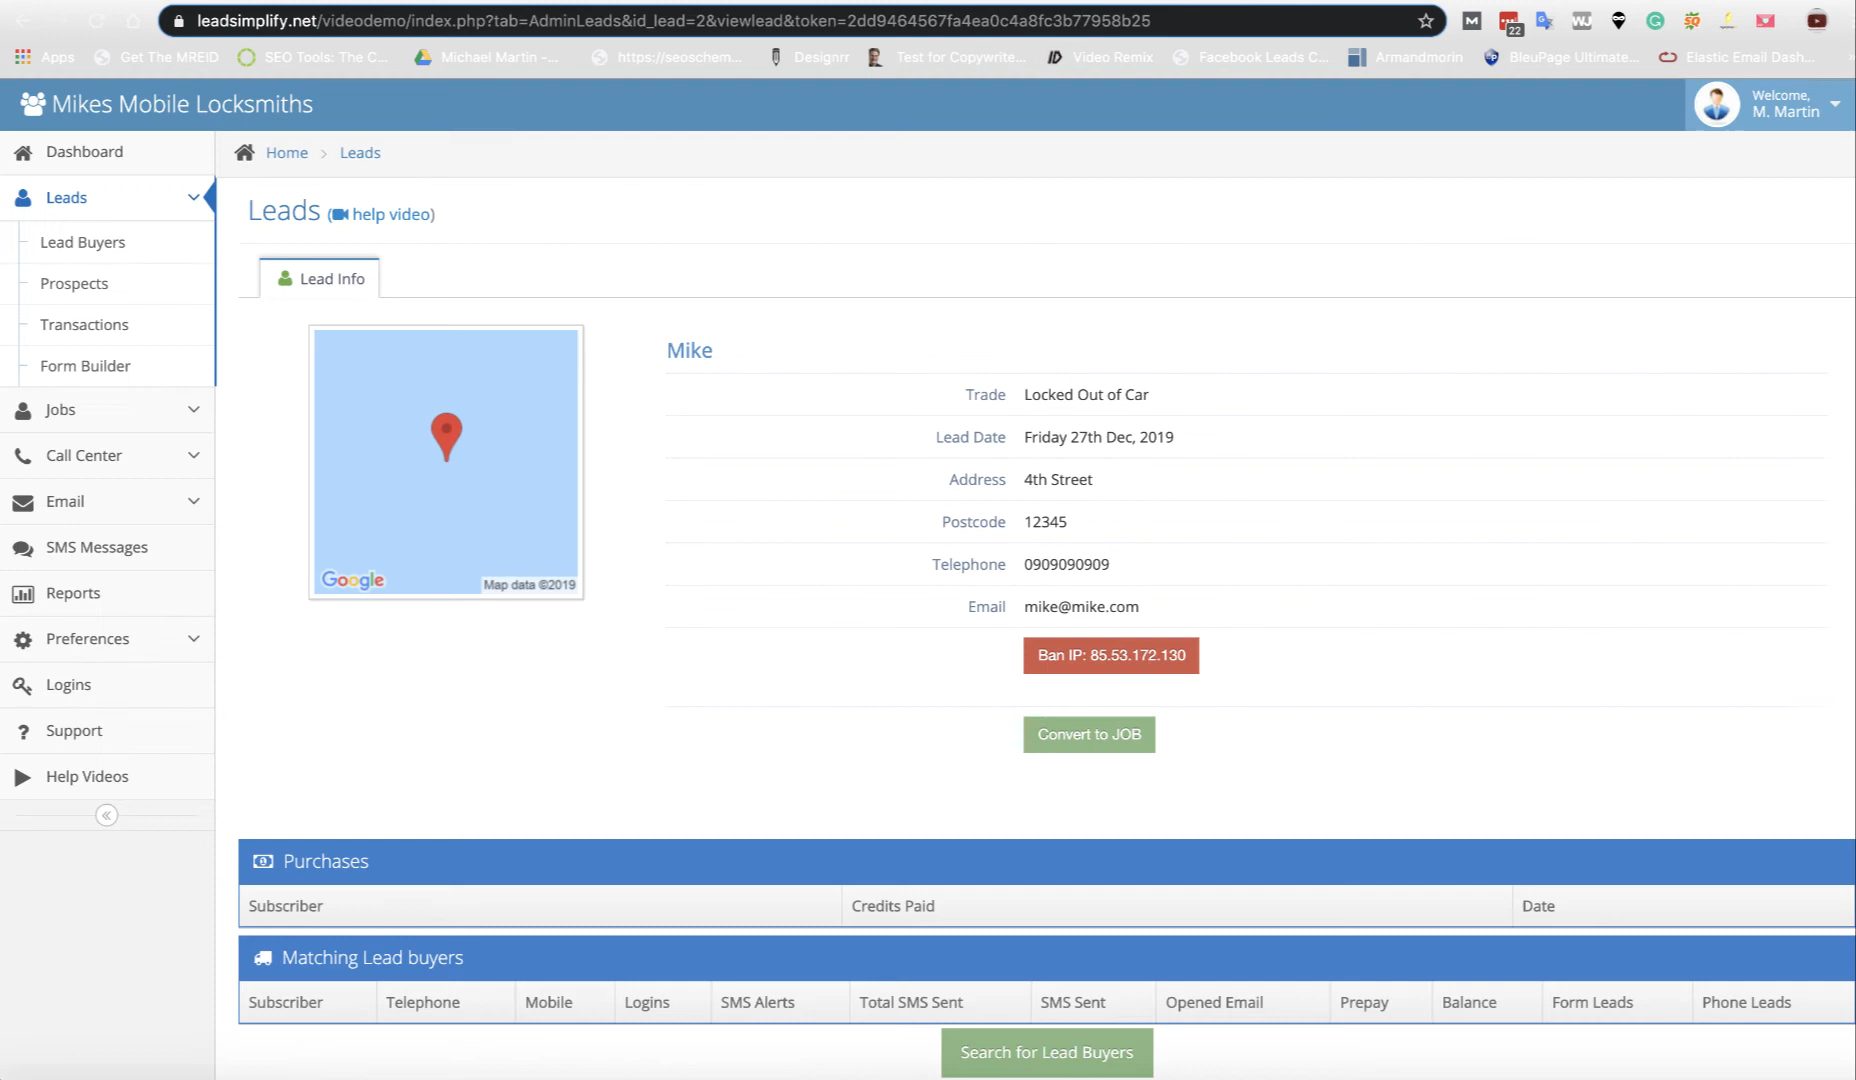 leadsimplify.net/videodemo/index.php?tab=AdminLeads&id_lead=2&viewlead&token=2dd9464567fa4ea0c4a8fc3b77958b25
22
Apps Get The MREID SEO Tools: The C... Michael Martin -... https://seoschem... Designrr Test for Copywrite... Video Remix Facebook Leads C... Armandmorin BleuPage Ultimate... Elastic Email Dash...
Mikes Mobile Locksmiths
Welcome,
M. Martin
Dashboard
Leads
Lead Buyers
Prospects
Transactions
Form Builder
Jobs
Call Center
Email
SMS Messages
Reports
Preferences
Logins
Support
Help Videos
Home > Leads
Leads (help video)
Lead Info
Google
Map data ©2019
Mike
Trade Locked Out of Car
Lead Date Friday 27th Dec, 2019
Address 4th Street
Postcode 12345
Telephone 0909090909
Email mike@mike.com
Ban IP: 85.53.172.130
Convert to JOB
Purchases
Subscriber Credits Paid Date
Matching Lead buyers
Subscriber Telephone Mobile Logins SMS Alerts Total SMS Sent SMS Sent Opened Email Prepay Balance Form Leads Phone Leads
Search for Lead Buyers